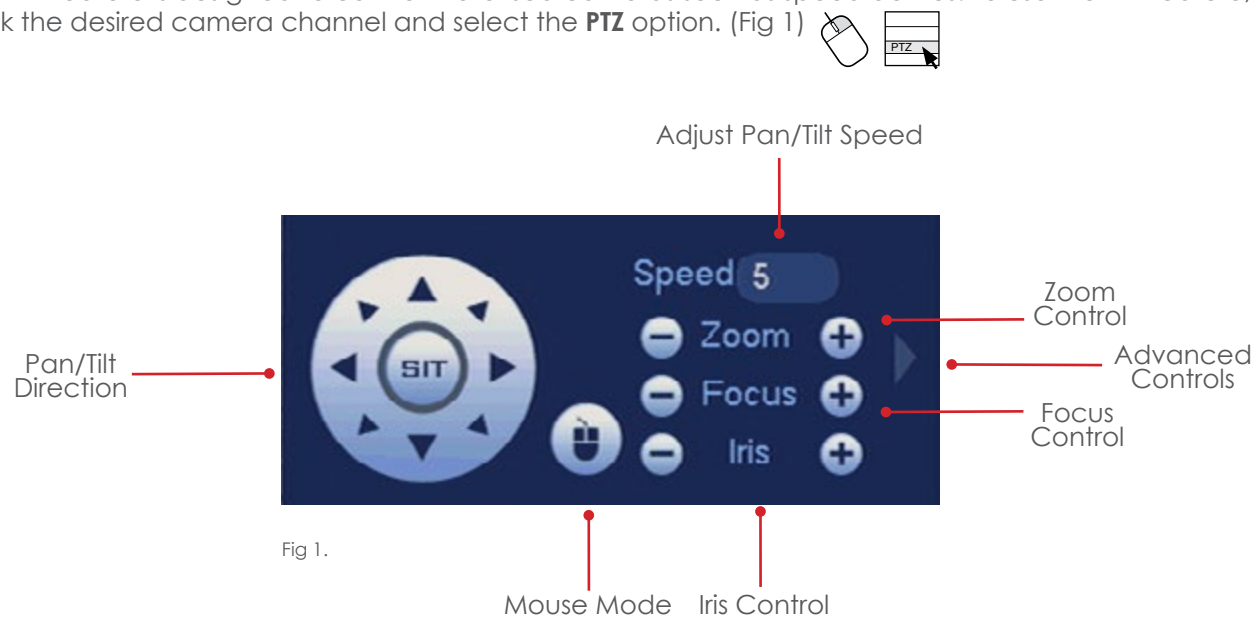 k the desired camera channel and select the PTZ option. (Fig 1)
PTZ
Adjust Pan/Tilt Speed
Speed 5
Zoom
Focus
Iris
SIT
Zoom
Control
Advanced
Controls
Focus
Control
Pan/Tilt
Direction
Fig 1.
Mouse Mode
Iris Control